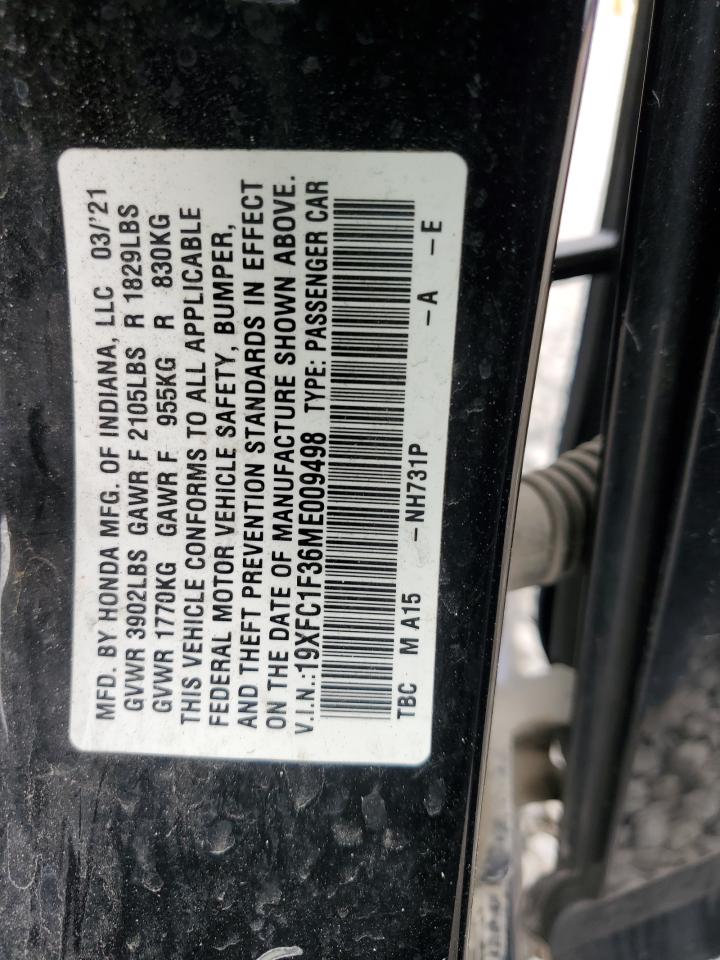 MFD. BY HONDA MFG. OF INDIANA, LLC 03/'21
GVWR 3902LBS GAWR F 2105LBS R 1829LBS
GVWR 1770KG GAWR F 955KG R 830KG
THIS VEHICLE CONFORMS TO ALL APPLICABLE
FEDERAL MOTOR VEHICLE SAFETY, BUMPER,
AND THEFT PREVENTION STANDARDS IN EFFECT
ON THE DATE OF MANUFACTURE SHOWN ABOVE.
V.I.N.:19XFC1F36ME009498 TYPE: PASSENGER CAR
TBC M A15 -NH731P -A -E